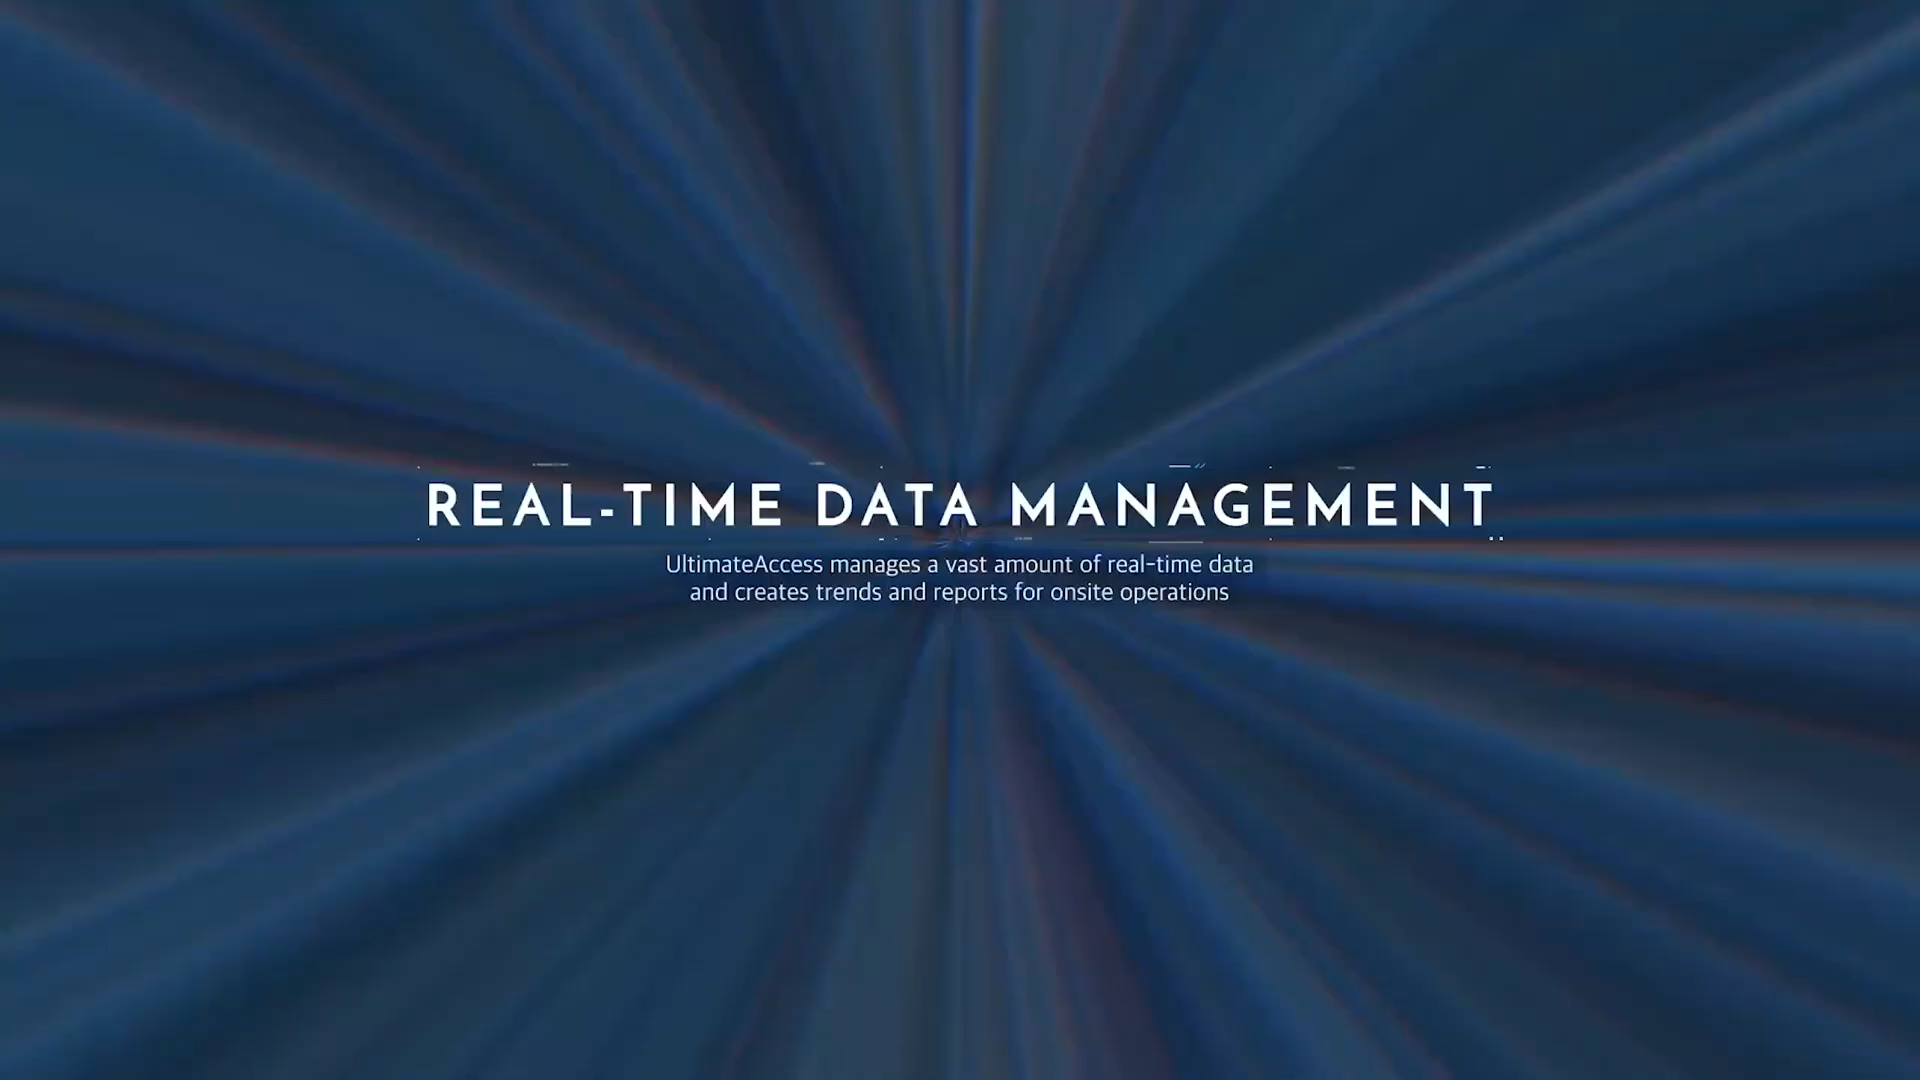 REAL-TIME DATA MANAGEMENT
UltimateAccess manages a vast amount of real-time data
and creates trends and reports for onsite operations